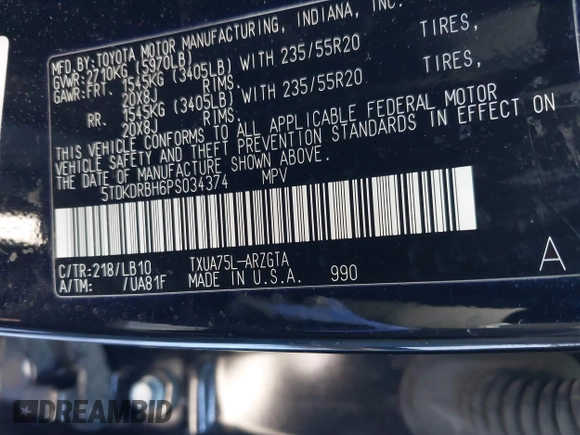 MFD.BY:TOYOTA MOTOR MANUFACTURING, INDIANA, INC.
GVWR:2710KG (5970LB)
GAWR:FRT. 1545KG (3405LB) WITH 235/55R20 TIRES,
20X8J RIMS.
RR. 1545KG (3405LB) WITH 235/55R20 TIRES,
20X8J RIMS.
THIS VEHICLE CONFORMS TO ALL APPLICABLE FEDERAL MOTOR
VEHICLE SAFETY AND THEFT PREVENTION STANDARDS IN EFFECT ON
THE DATE OF MANUFACTURE SHOWN ABOVE.
5TDKDRBH6PS034374 MPV
C/TR:218/LB10 TXUA75L-ARZGTA
A/TM: /UA81F MADE IN U.S.A. 990 A
DREAMBID